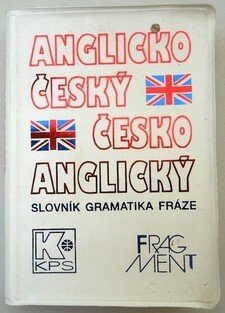 ANGLICKO
ČESKÝ
ČESKO
ANGLICKÝ
SLOVNÍK GRAMATIKA FRÁZE
K
KPS
FRAG
MENT